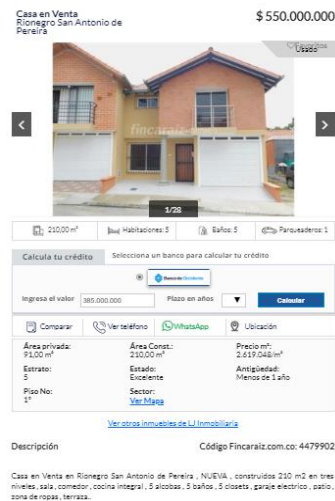 Casa en Venta
Rionegro San Antonio de
Pereira
$ 550.000.000
Usado
fincaraiz
1/28
210,00 m²
Habitaciones: 5
Baños: 5
Parqueaderos: 1
Calcula tu crédito
Selecciona un banco para calcular tu crédito
Ingresa el valor
385.000.000
Plazo en años
▼
Calcular
Comparar
Ver teléfono
WhatsApp
Ubicación
Área privada:
91,00 m²
Área Const.:
210,00 m²
Precio m²:
2.619.048/m²
Estrato:
5
Estado:
Excelente
Antigüedad:
Menos de 1 año
Piso No:
1°
Sector:
Ver Mapa
Ver otros inmuebles de LJ Inmobiliaria
Descripción
Código Fincaraiz.com.co: 4479902
Casa en Venta en Rionegro San Antonio de Pereira , NUEVA , construidos 210 m2 en tres
niveles, sala , comedor , cocina integral , 5 alcobas , 5 baños , 5 closets , garaje electrico , patio ,
zona de ropas , terraza..